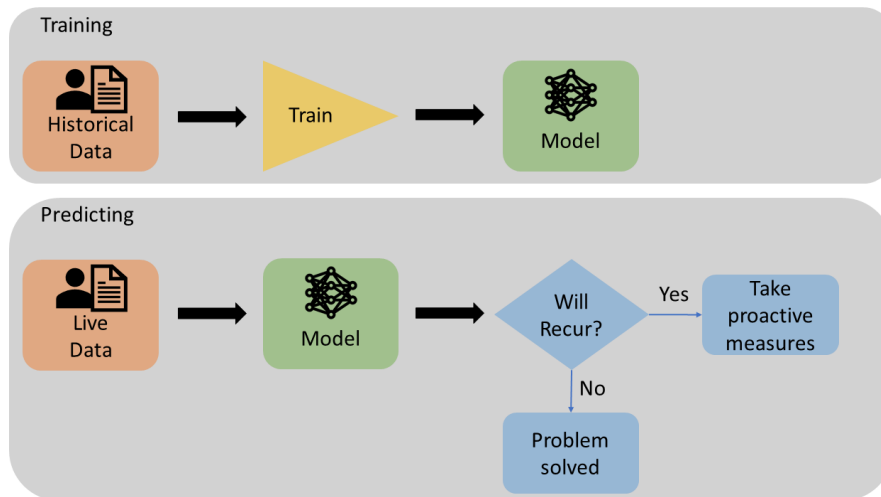 Training
Historical
Data
Train
Model
Predicting
Live
Data
Model
Will
Recur?
Yes
Take
proactive
measures
No
Problem
solved